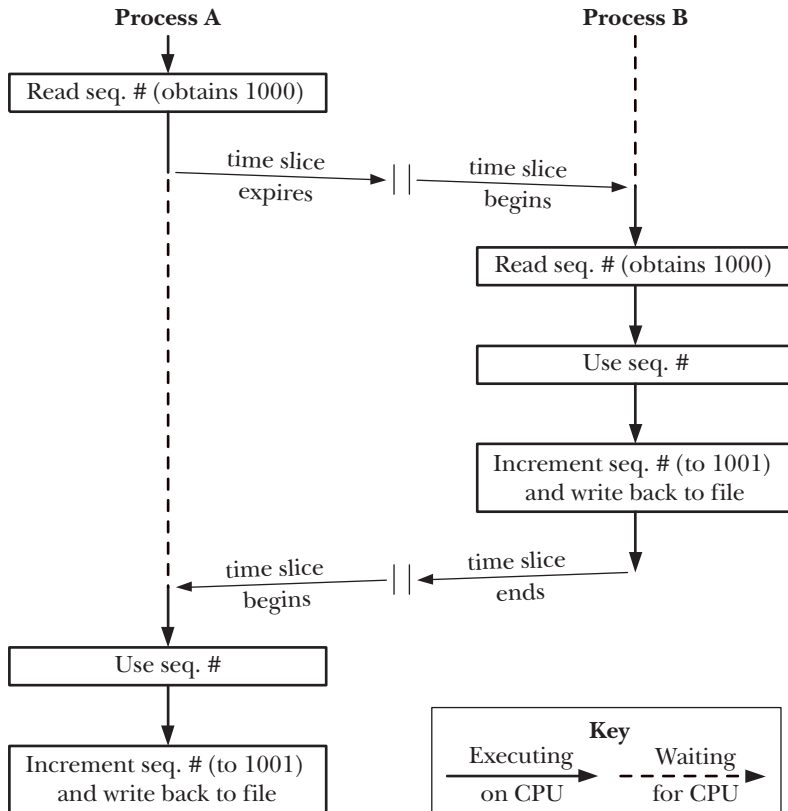 Process A
Process B
Read seq. # (obtains 1000)
time slice
expires
time slice
begins
Read seq. # (obtains 1000)
Use seq. #
Increment seq. # (to 1001)
and write back to file
time slice
ends
time slice
begins
Use seq. #
Increment seq. # (to 1001)
and write back to file
Key
Executing
on CPU
Waiting
for CPU